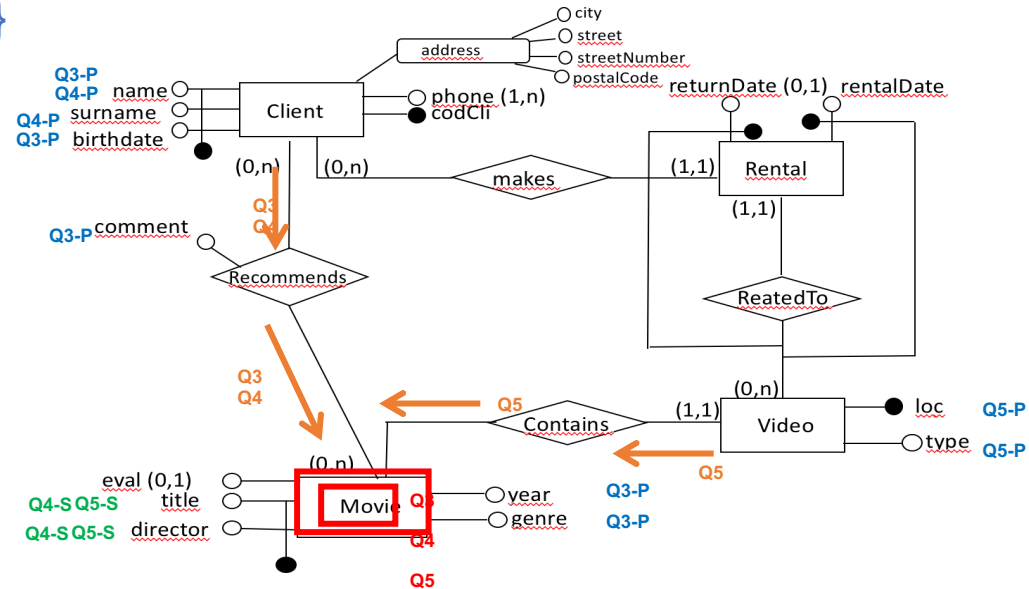 }
city
street
streetNumber
postalCode
address
Q3-P
Q4-P name
Q4-P surname
Q3-P birthdate
Client
phone (1,n)
codCli
returnDate (0,1) rentalDate
(0,n) (0,n)
makes
(1,1) Rental
(1,1)
Q3
Q3-P comment
Recommends
ReatedTo
Q3
Q4
Q5
(0,n)
Contains
(1,1) Video
loc Q5-P
type Q5-P
Q5
(0,n)
eval (0,1)
Q4-S Q5-S title
Q4-S Q5-S director
Movie
year Q3-P
genre Q3-P
Q4
Q5